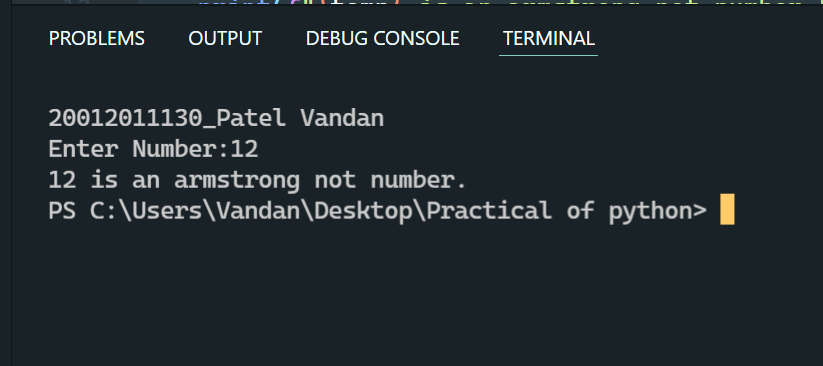 PROBLEMS OUTPUT DEBUG CONSOLE TERMINAL
20012011130_Patel Vandan
Enter Number:12
12 is an armstrong not number.
PS C:\Users\Vandan\Desktop\Practical of python>